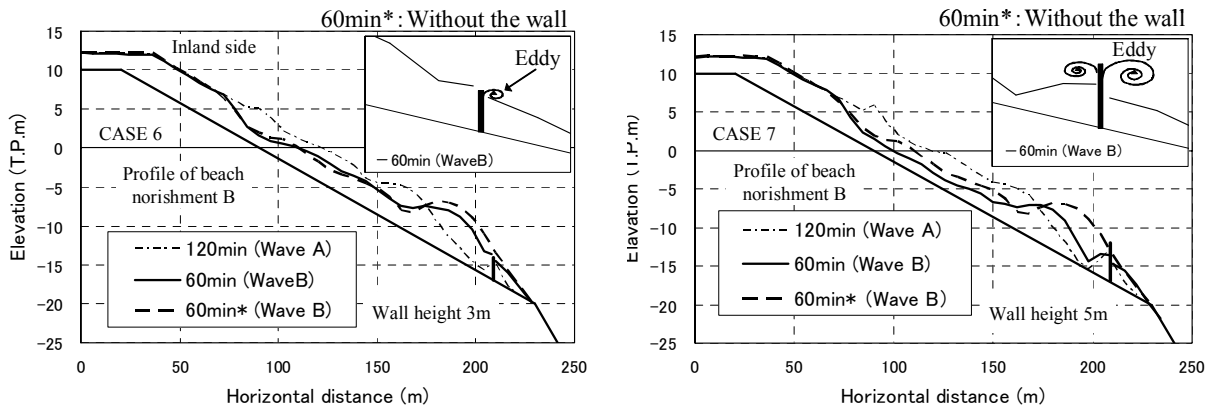 60min*: Without the wall
15
10
5
0
-5
-10
-15
-20
-25
Elevation (T.P.m)
Inland side
Eddy
CASE 6
60min (WaveB)
Profile of beach
norishment B
120min (Wave A)
60min (WaveB)
60min* (Wave B)
Wall height 3m
0 50 100 150 200 250
Horizontal distance (m)
60min*: Without the wall
15
10
5
0
-5
-10
-15
-20
-25
Elavation (T.P.m)
Eddy
CASE 7
60min (Wave B)
Profile of beach
norishment B
120min (Wave A)
60min (Wave B)
60min* (Wave B)
Wall height 5m
0 50 100 150 200 250
Horizontal distance (m)